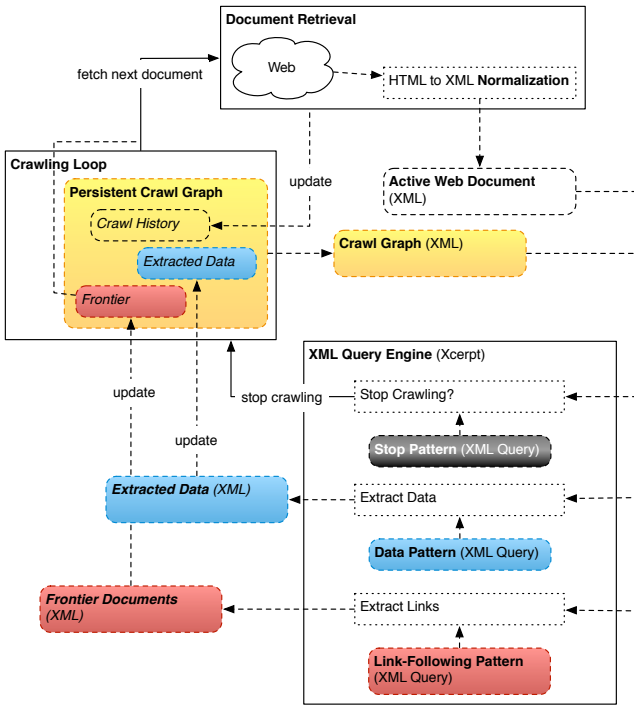 Document Retrieval
Web
fetch next document
HTML to XML Normalization
Crawling Loop
Persistent Crawl Graph
update
Active Web Document
(XML)
Crawl History
Crawl Graph (XML)
Extracted Data
Frontier
XML Query Engine (Xcerpt)
update
stop crawling
Stop Crawling?
update
Stop Pattern (XML Query)
Extracted Data (XML)
Extract Data
Data Pattern (XML Query)
Frontier Documents
(XML)
Extract Links
Link-Following Pattern
(XML Query)